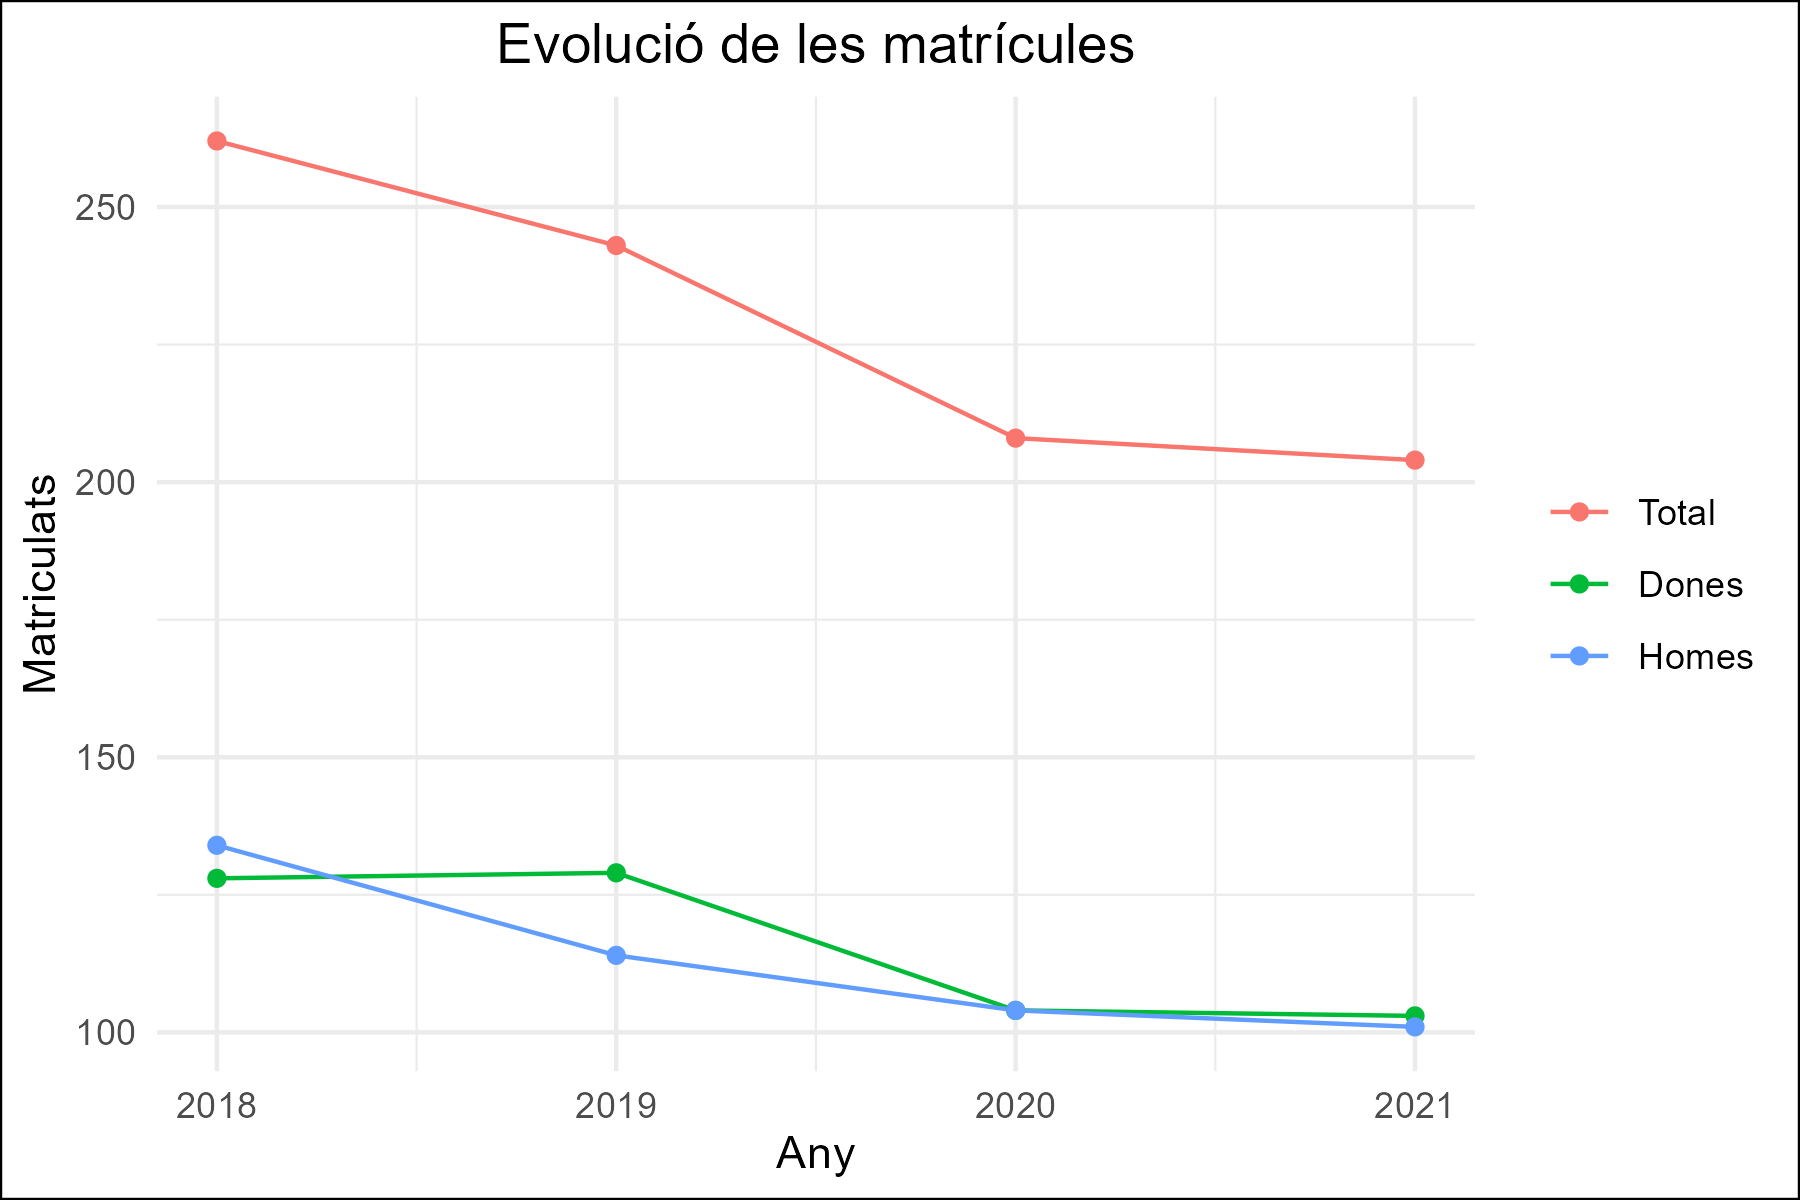 Evolució de les matrícules
Matriculats
250
200
150
100
2018
2019
2020
2021
Any
Total
Dones
Homes